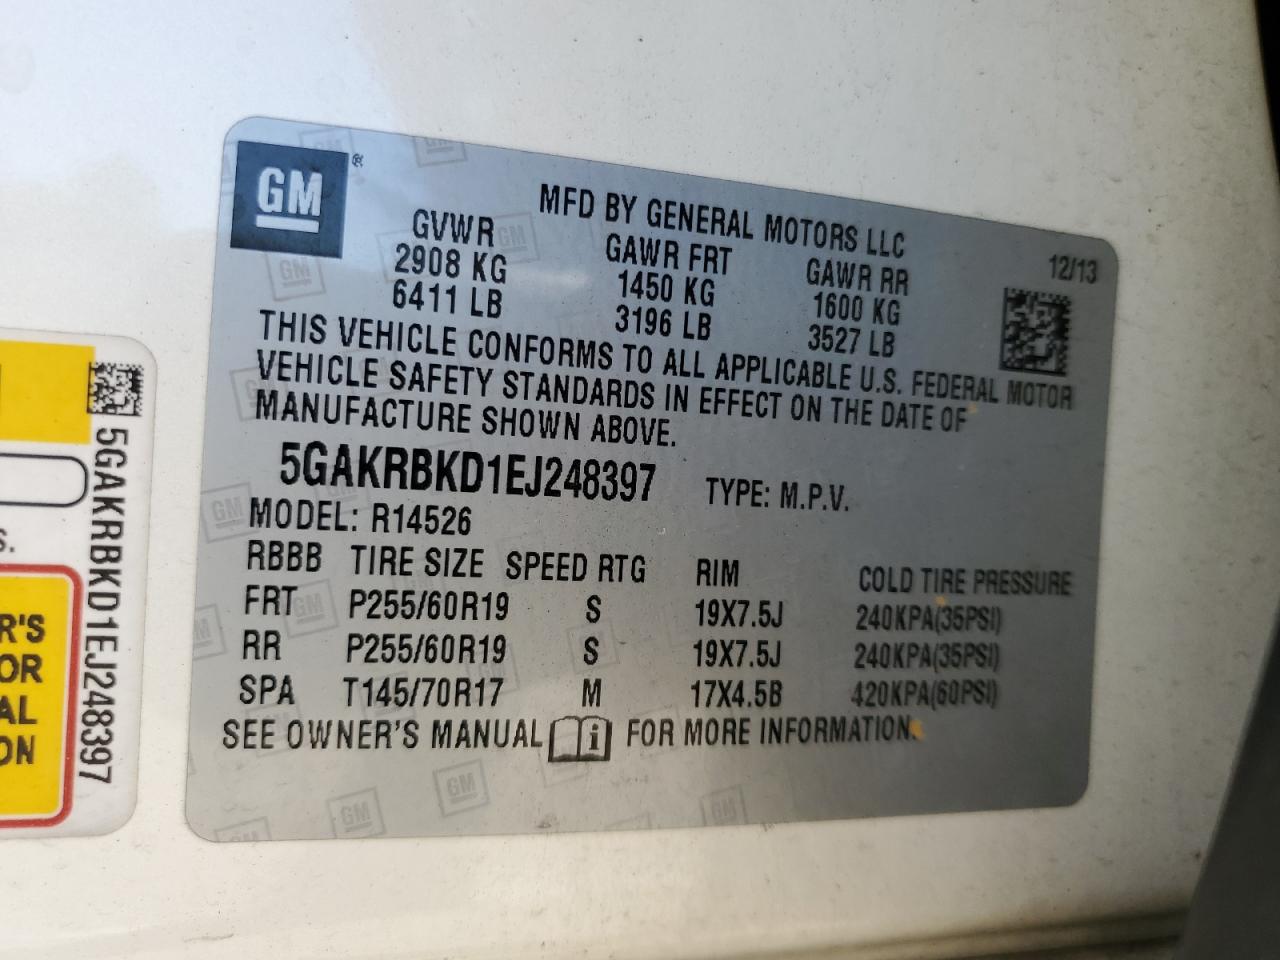 GM
MFD BY GENERAL MOTORS LLC
12/13
GVWR GAWR FRT GAWR RR
2908 KG 1450 KG 1600 KG
6411 LB 3196 LB 3527 LB
THIS VEHICLE CONFORMS TO ALL APPLICABLE U.S. FEDERAL MOTOR
VEHICLE SAFETY STANDARDS IN EFFECT ON THE DATE OF
MANUFACTURE SHOWN ABOVE.
5GAKRBKD1EJ248397 TYPE: M.P.V.
MODEL: R14526
RBBB TIRE SIZE SPEED RTG RIM COLD TIRE PRESSURE
FRT P255/60R19 S 19X7.5J 240KPA(35PSI)
RR P255/60R19 S 19X7.5J 240KPA(35PSI)
SPA T145/70R17 M 17X4.5B 420KPA(60PSI)
SEE OWNER'S MANUAL i FOR MORE INFORMATION.
5GAKRBKD1EJ248397
S.
R'S
OR
AL
ON